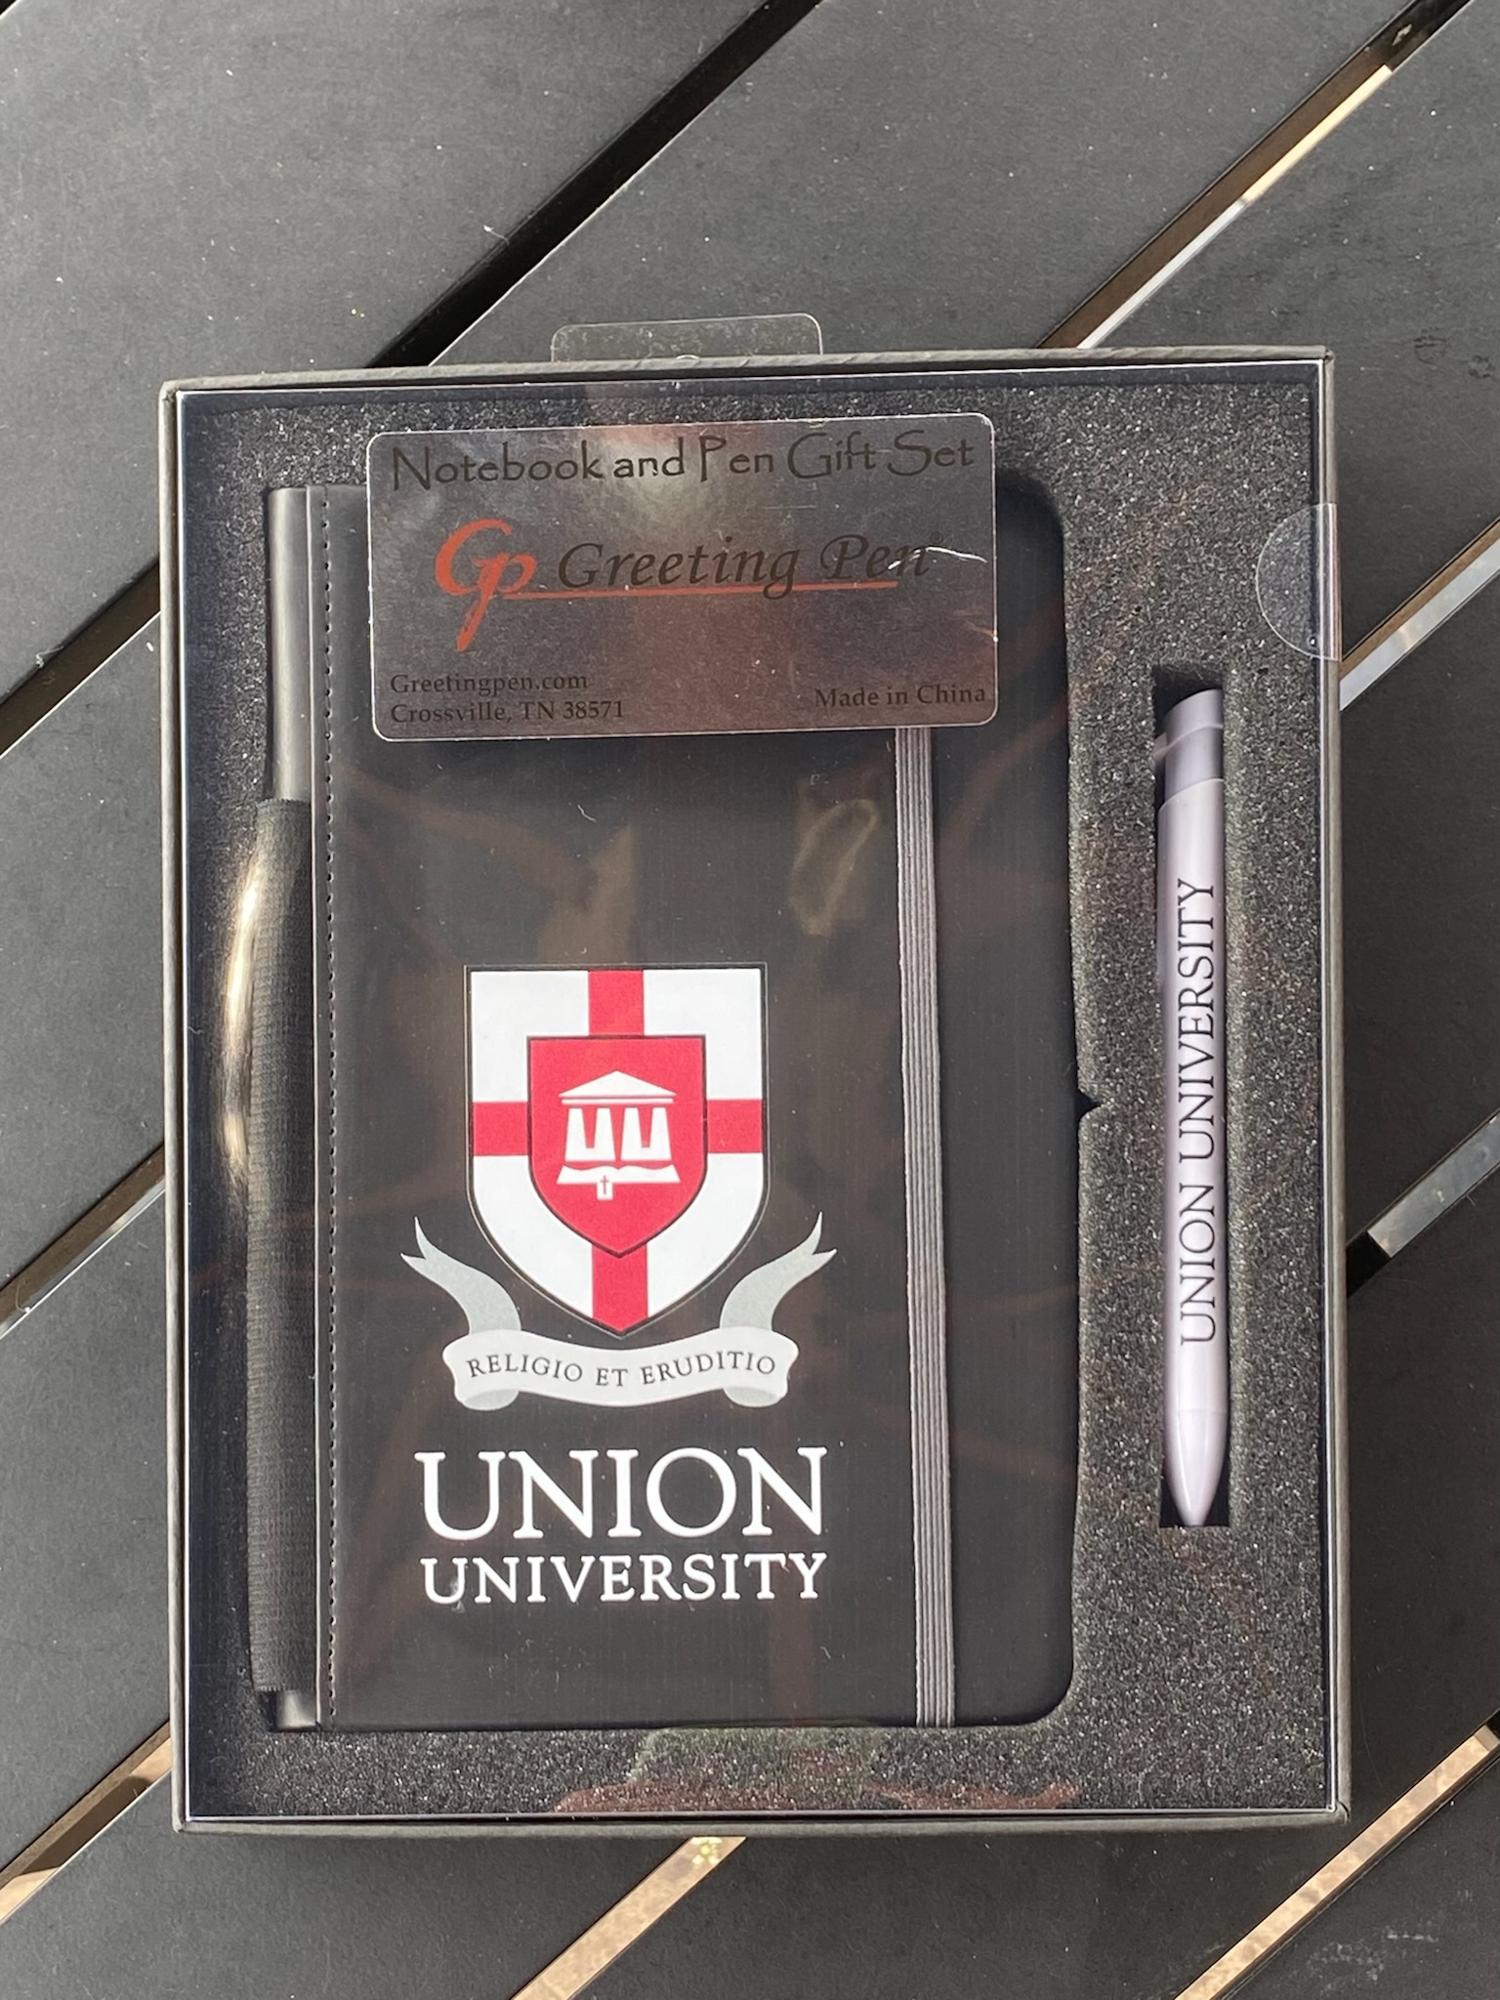 Notebook and Pen Gift Set
Gp Greeting Pen®
Greetingpen.com
Crossville, TN 38571
Made in China
RELIGIO ET ERUDITIO
UNION
UNIVERSITY
UNION UNIVERSITY